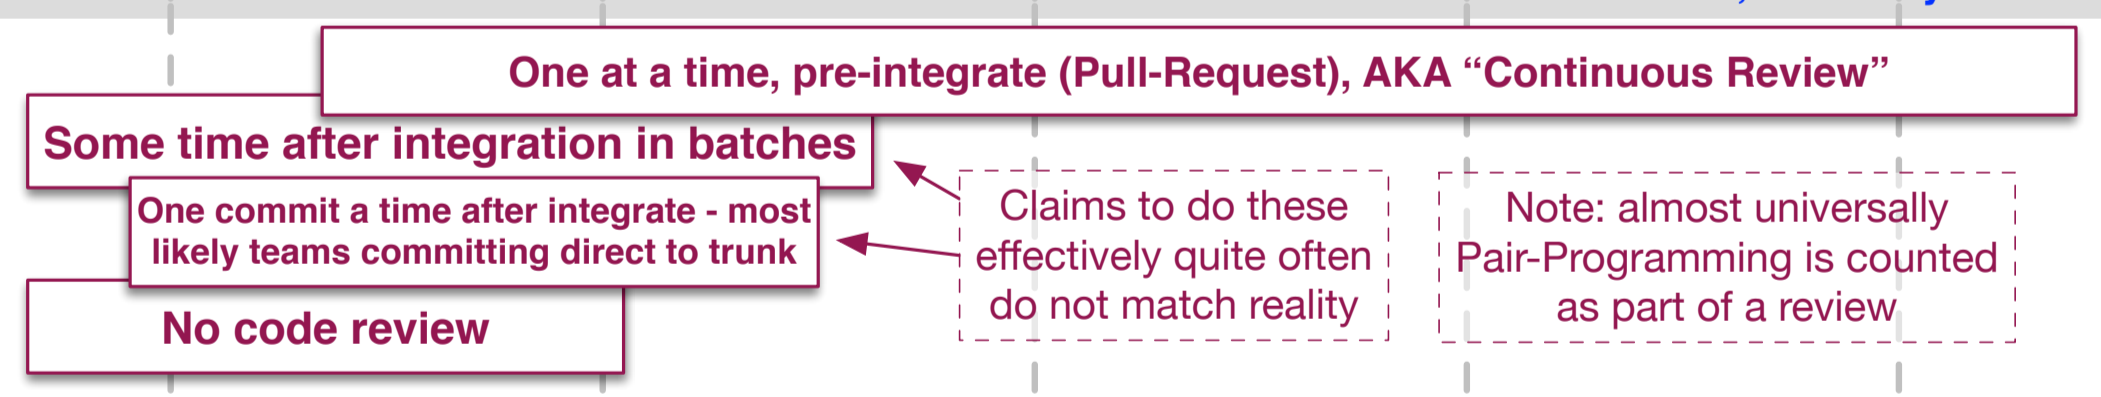 One at a time, pre-integrate (Pull-Request), AKA “Continuous Review”
Some time after integration in batches
One commit a time after integrate - most
likely teams committing direct to trunk
No code review
Claims to do these
effectively quite often
do not match reality
Note: almost universally
Pair-Programming is counted
as part of a review